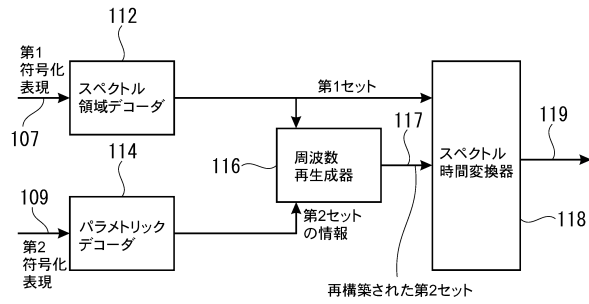 112
第1
符号化
表現
スペクトル
領域デコーダ
第1セット
107
114
116
周波数
再生成器
117
スペクトル
時間変換器
119
109
パラメトリック
デコーダ
第2セット
の情報
118
第2
符号化
表現
再構築された第2セット